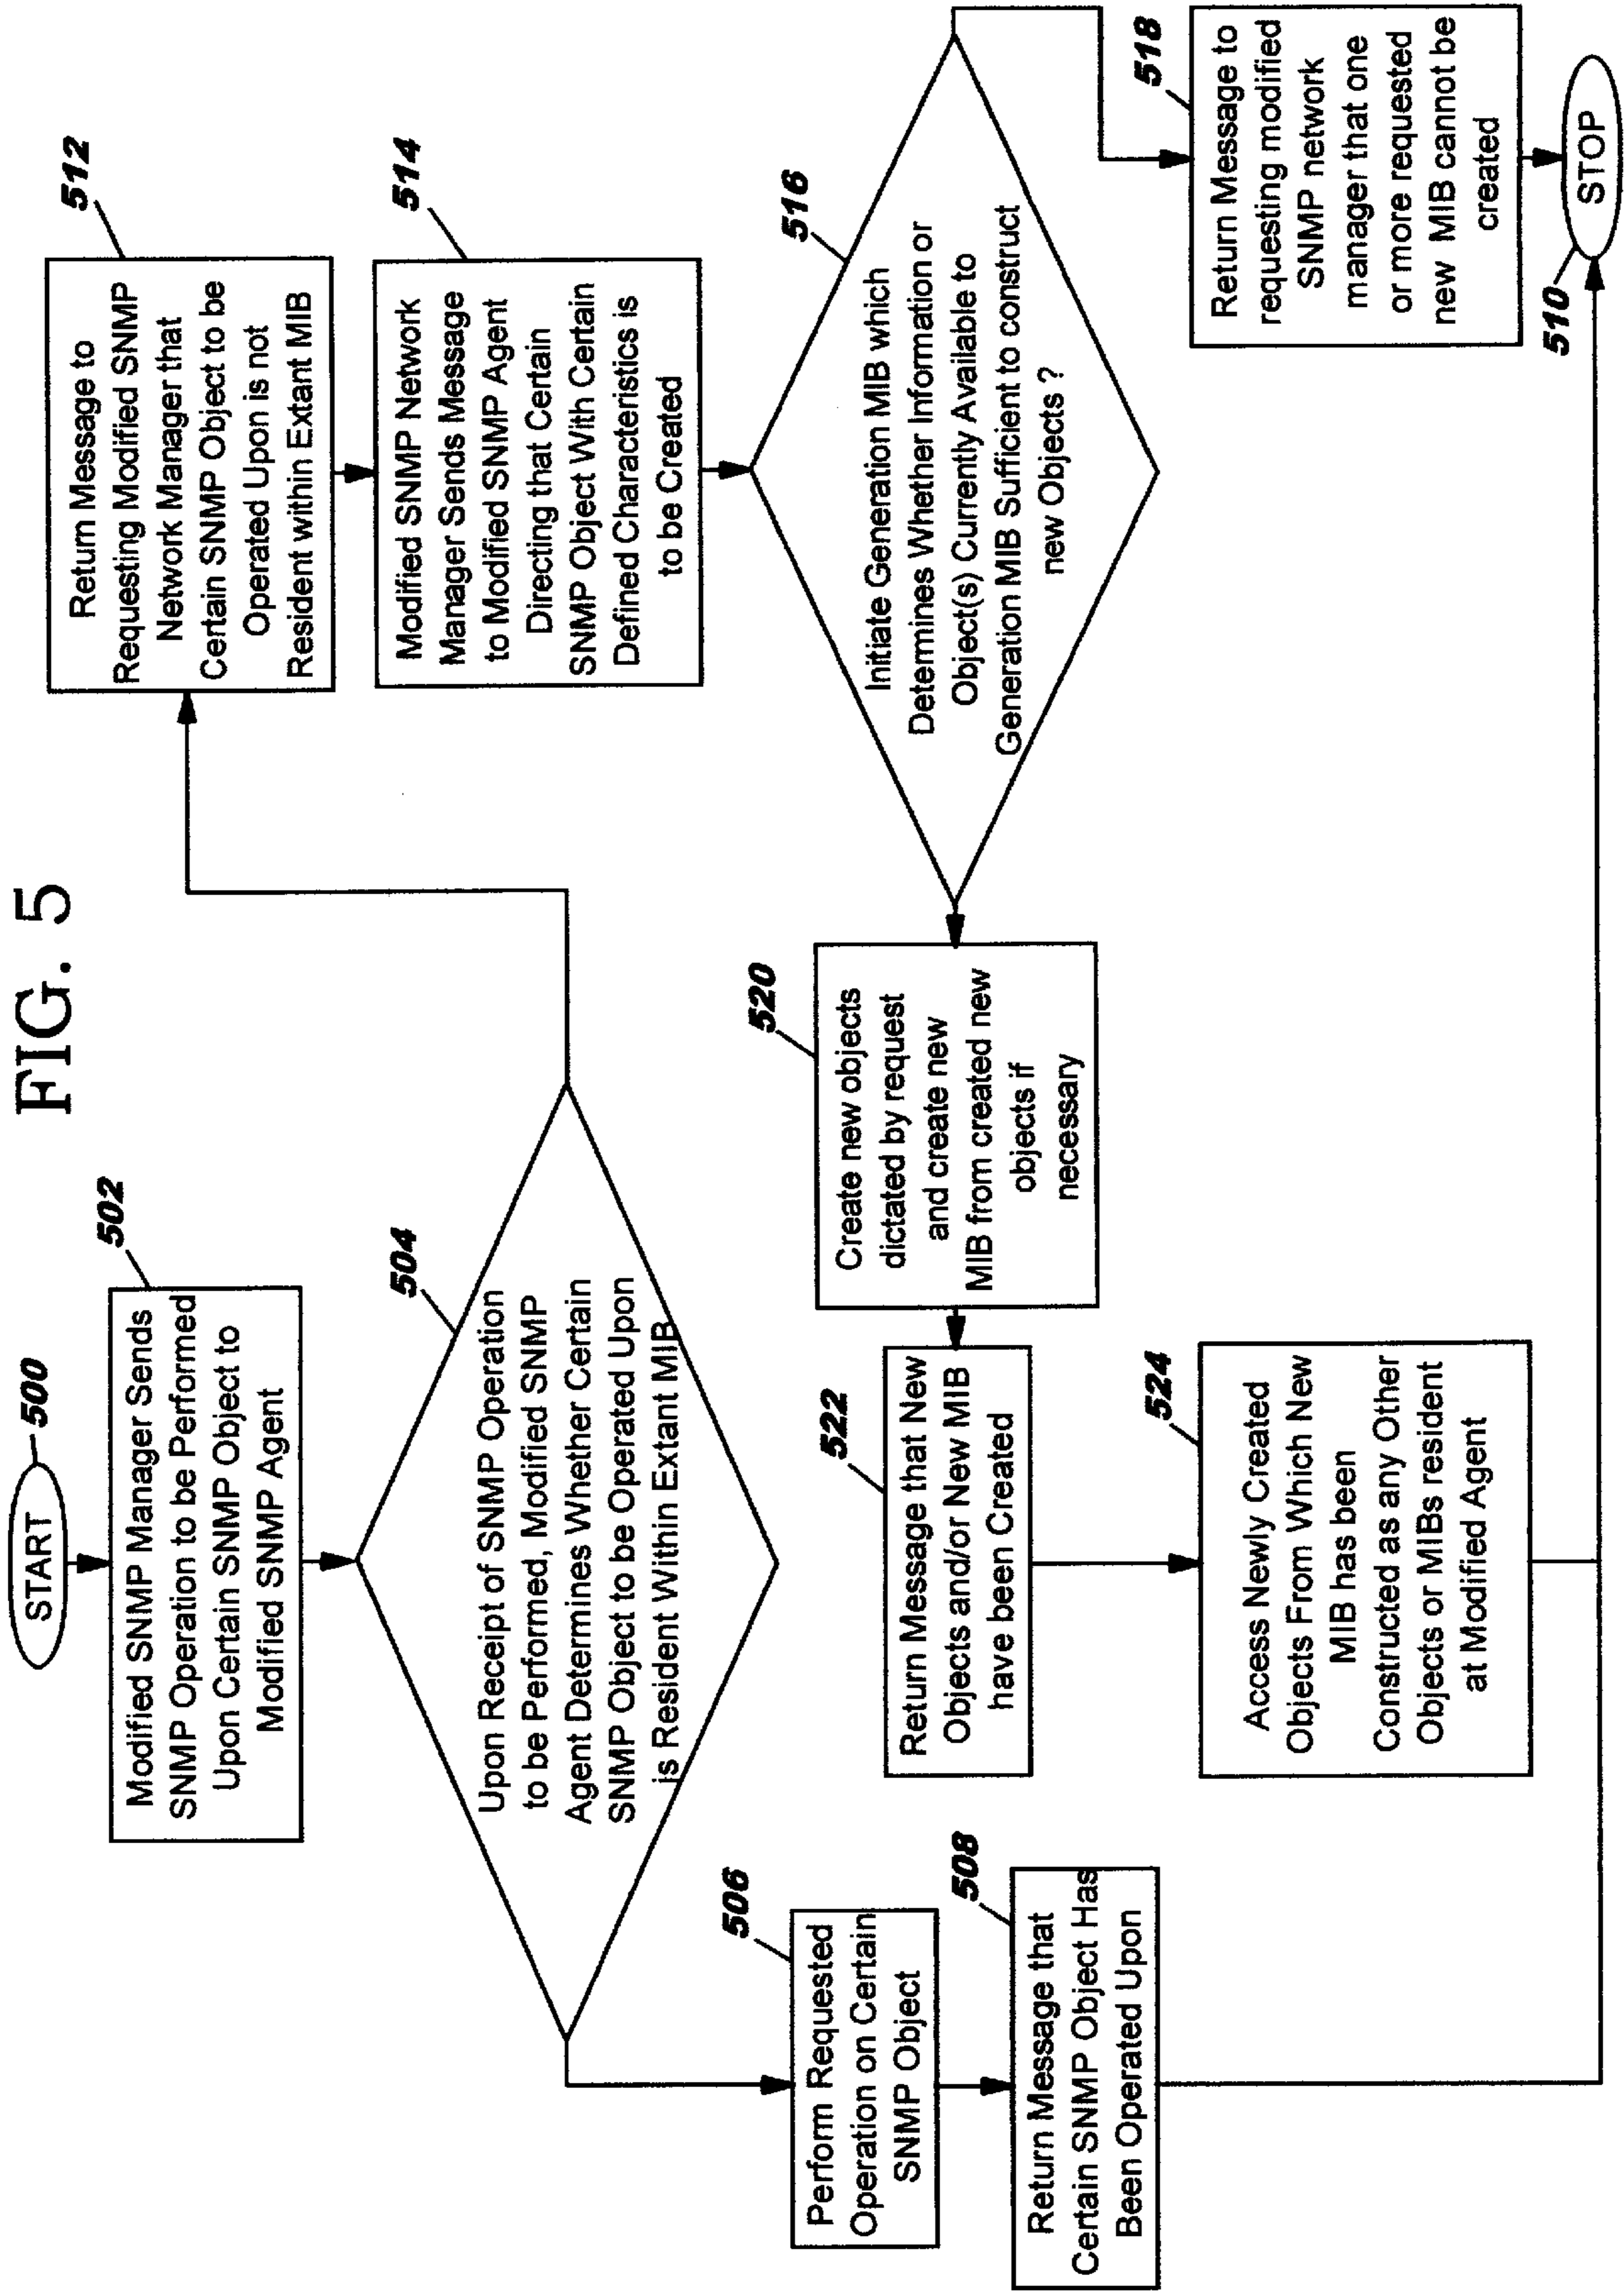 FIG. 5
START
500
502
Modified SNMP Manager Sends
SNMP Operation to be Performed
Upon Certain SNMP Object to
Modified SNMP Agent
504
Upon Receipt of SNMP Operation
to be Performed, Modified SNMP
Agent Determines Whether Certain
SNMP Object to be Operated Upon
is Resident Within Extant MIB
506
Perform Requested
Operation on Certain
SNMP Object
508
Return Message that
Certain SNMP Object Has
Been Operated Upon
512
Return Message to
Requesting Modified SNMP
Network Manager that
Certain SNMP Object to be
Operated Upon is not
Resident within Extant MIB
514
Modified SNMP Network
Manager Sends Message
to Modified SNMP Agent
Directing that Certain
SNMP Object With Certain
Defined Characteristics is
to be Created
516
Initiate Generation MIB which
Determines Whether Information or
Object(s) Currently Available to
Generation MIB Sufficient to construct
new Objects ?
518
Return Message to
requesting modified
SNMP network
manager that one
or more requested
new MIB cannot be
created
520
Create new objects
dictated by request
and create new
MIB from created new
objects if
necessary
522
Return Message that New
Objects and/or New MIB
have been Created
524
Access Newly Created
Objects From Which New
MIB has been
Constructed as any Other
Objects or MIBs resident
at Modified Agent
510
STOP